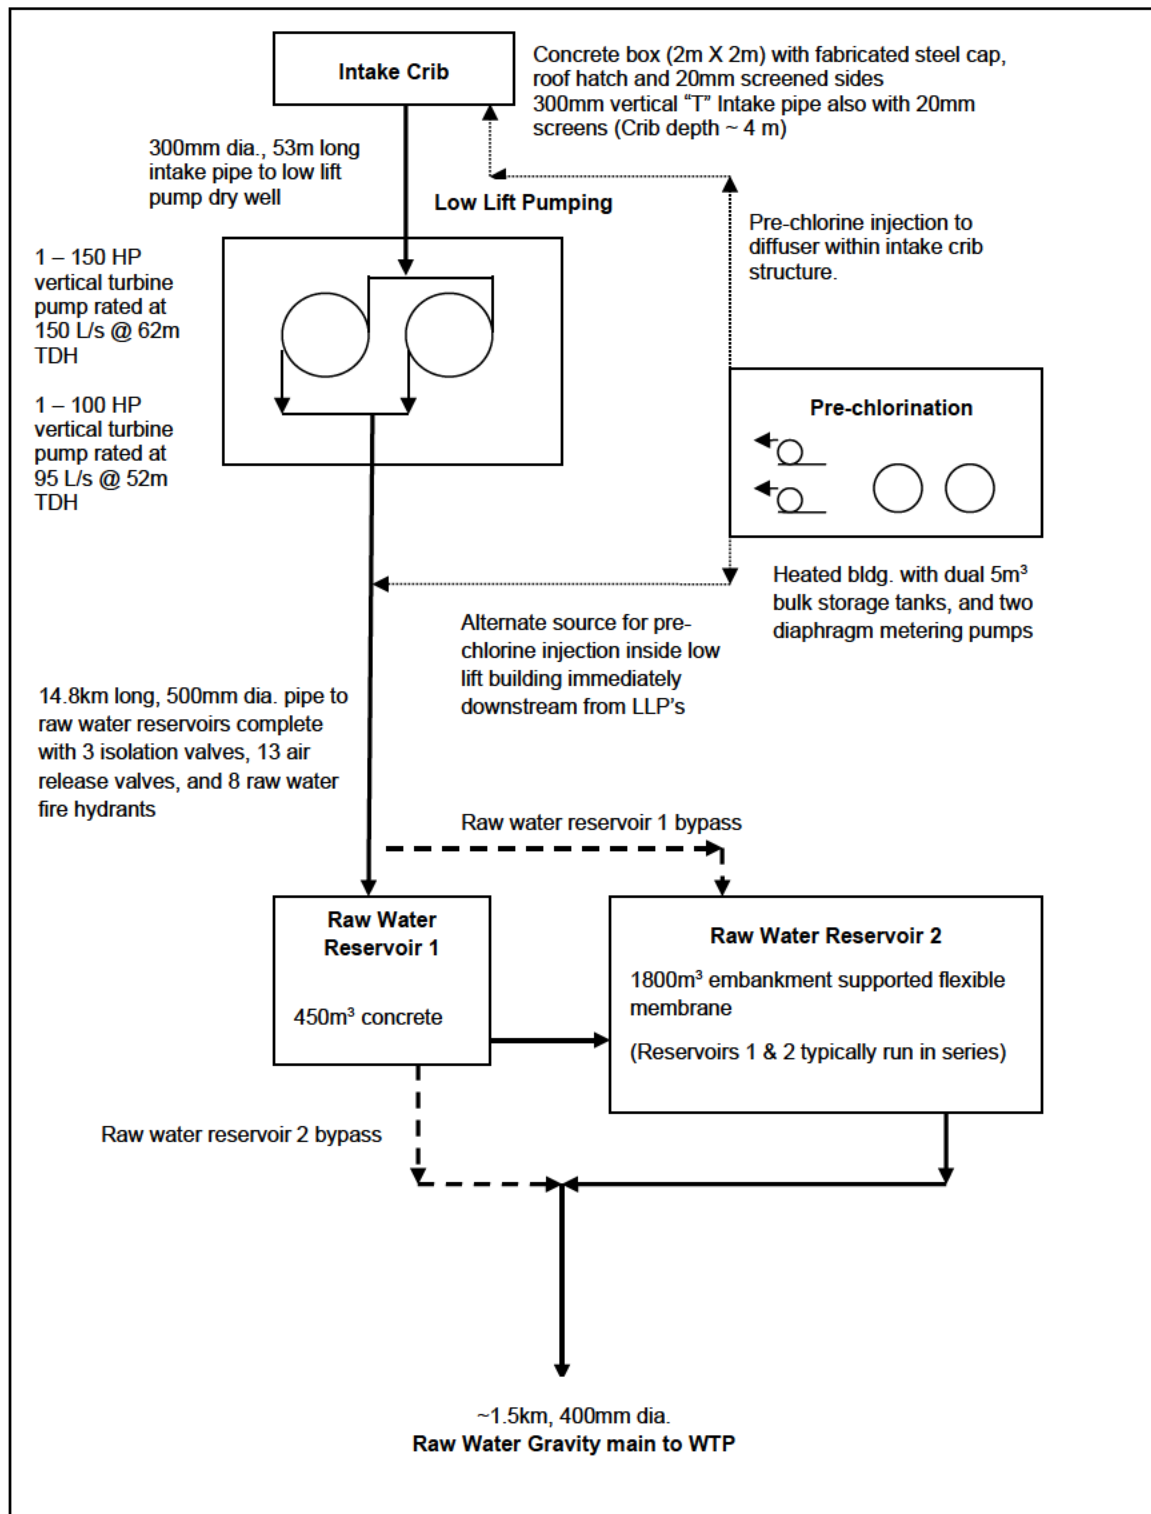 Intake Crib
Concrete box (2m X 2m) with fabricated steel cap,
roof hatch and 20mm screened sides
300mm vertical “T” Intake pipe also with 20mm
screens (Crib depth ~ 4 m)
300mm dia., 53m long
intake pipe to low lift
pump dry well
Low Lift Pumping
Pre-chlorine injection to
diffuser within intake crib
structure.
1 – 150 HP
vertical turbine
pump rated at
150 L/s @ 62m
TDH
1 – 100 HP
vertical turbine
pump rated at
95 L/s @ 52m
TDH
Pre-chlorination
Heated bldg. with dual 5m³
bulk storage tanks, and two
diaphragm metering pumps
Alternate source for pre-
chlorine injection inside low
lift building immediately
downstream from LLP’s
14.8km long, 500mm dia. pipe to
raw water reservoirs complete
with 3 isolation valves, 13 air
release valves, and 8 raw water
fire hydrants
Raw water reservoir 1 bypass
Raw Water
Reservoir 1
450m³ concrete
Raw Water Reservoir 2
1800m³ embankment supported flexible
membrane
(Reservoirs 1 & 2 typically run in series)
Raw water reservoir 2 bypass
~1.5km, 400mm dia.
Raw Water Gravity main to WTP